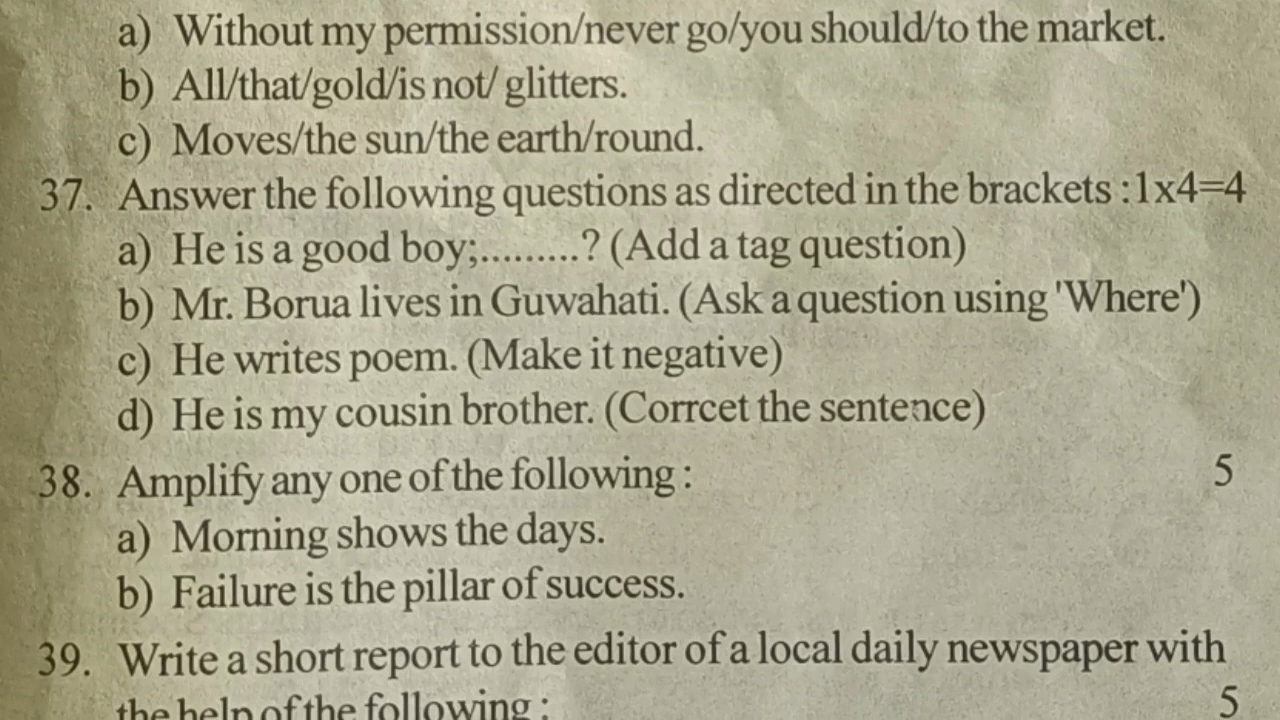 a) Without my permission/never go/you should/to the market.
b) All/that/gold/is not/ glitters.
c) Moves/the sun/the earth/round.
37. Answer the following questions as directed in the brackets :1x4=4
a) He is a good boy;.........? (Add a tag question)
b) Mr. Borua lives in Guwahati. (Ask a question using 'Where')
c) He writes poem. (Make it negative)
d) He is my cousin brother. (Corrcet the sentence)
38. Amplify any one of the following : 5
a) Morning shows the days.
b) Failure is the pillar of success.
39. Write a short report to the editor of a local daily newspaper with
the help of the following : 5